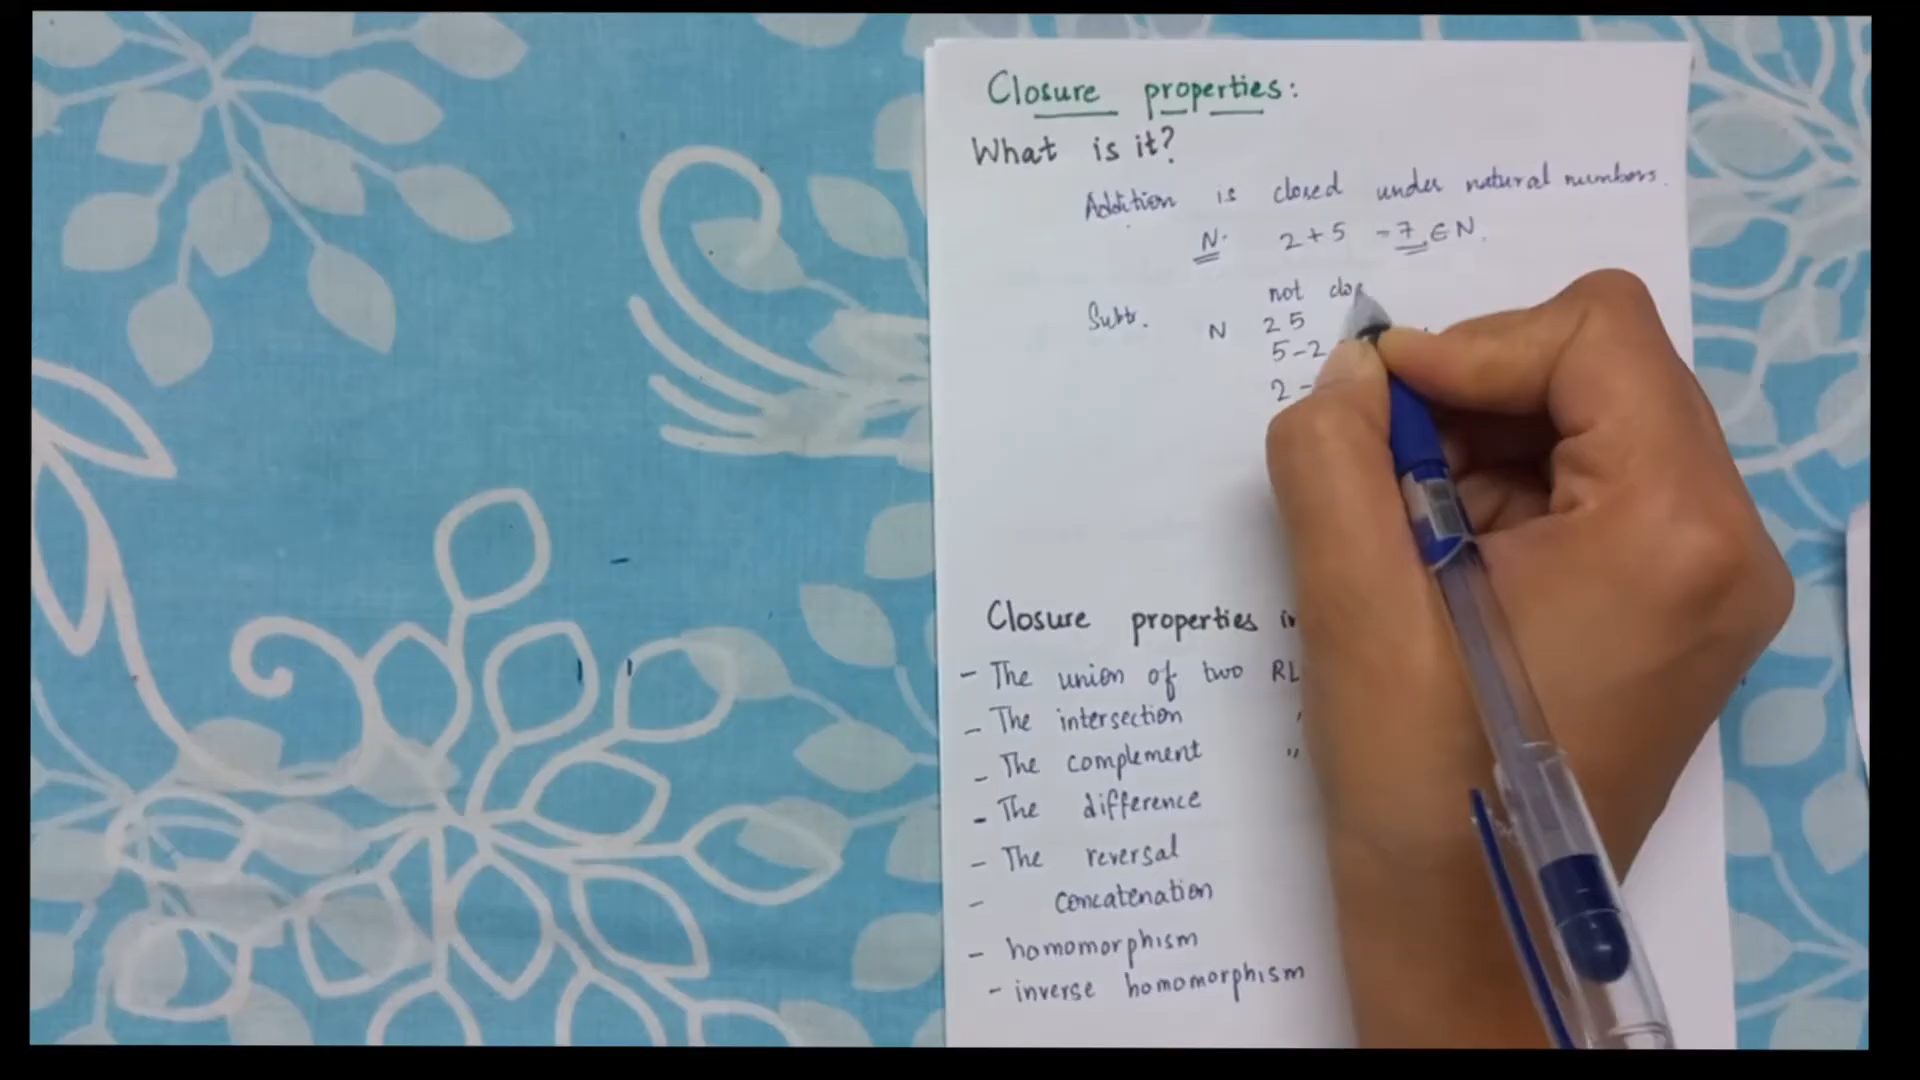 Closure properties:
What is it?
Addition is closed under natural numbers.
N. 2 + 5 = 7 ∈ N.
not clos
Subtr. N 2 5
5 - 2
2 -
Closure properties in
- The union of two RL
- The intersection "
- The complement "
- The difference
- The reversal
- concatenation
- homomorphism
- inverse homomorphism